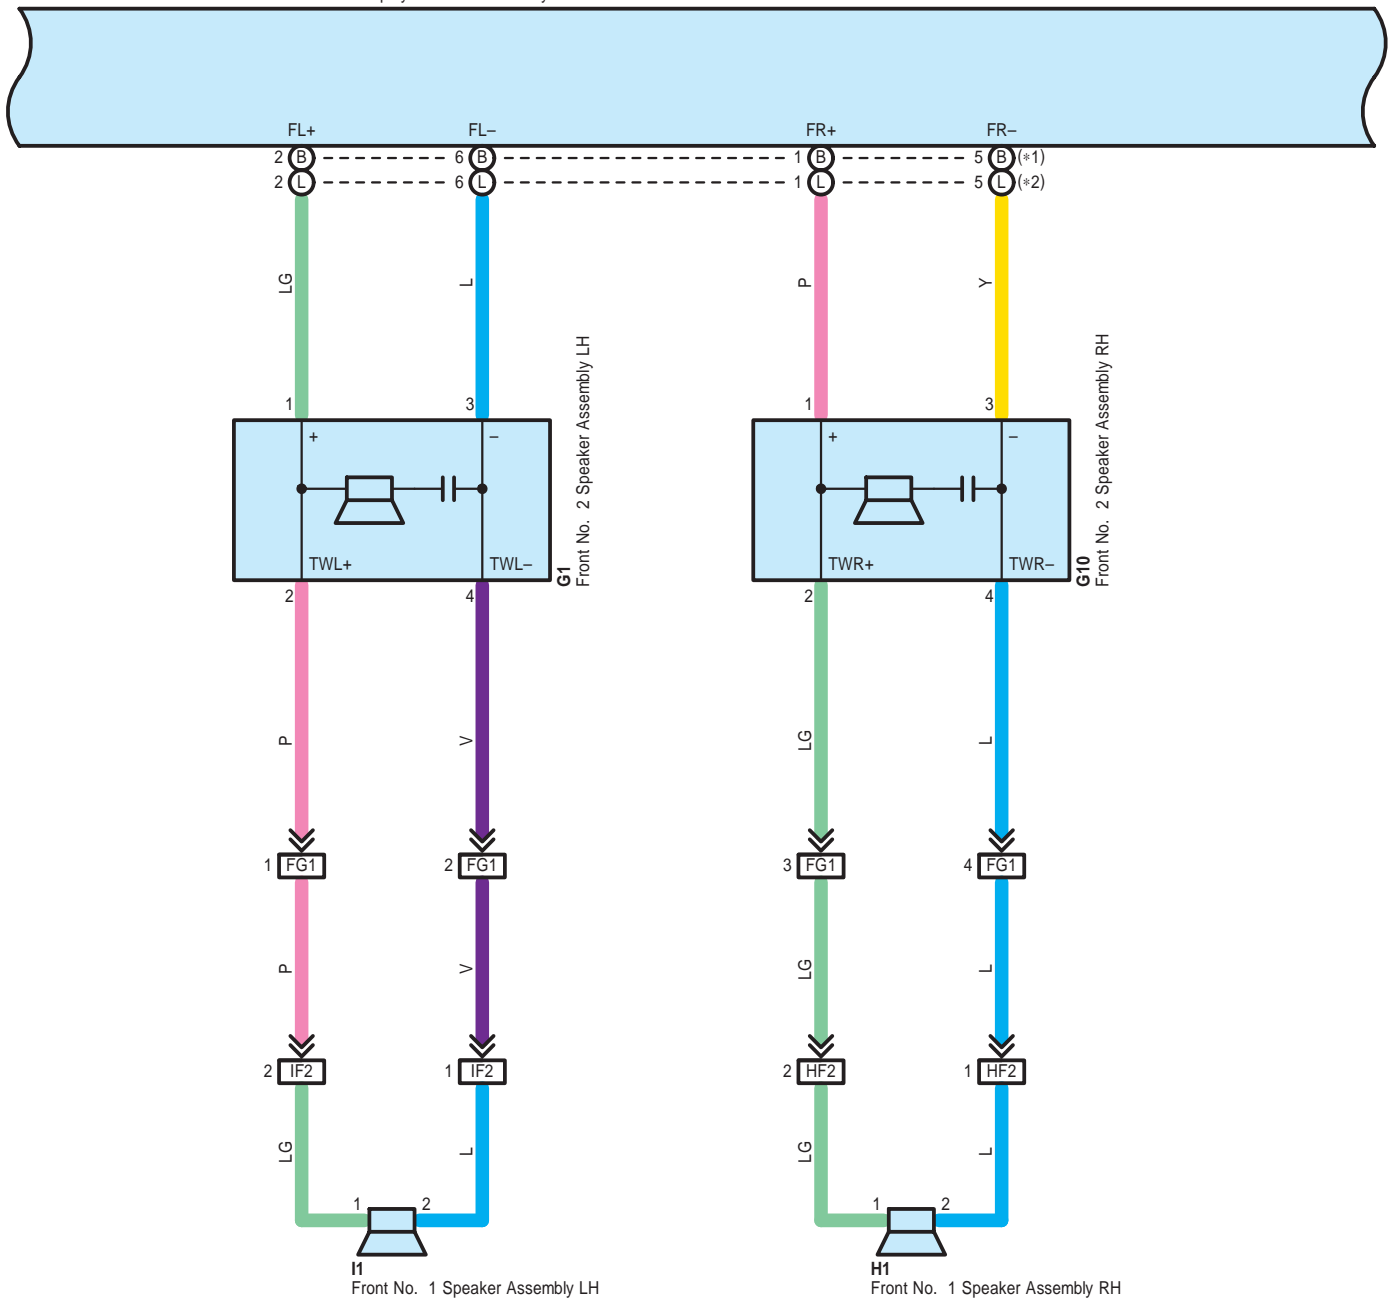 FL+ FL– FR+ FR–
2 B 6 B 1 B 5 B (*1)
2 L 6 L 1 L 5 L (*2)
LG L P Y
1 3 1 3
+ – + –
TWL+ TWL– TWR+ TWR–
G1
Front No. 2 Speaker Assembly LH
G10
Front No. 2 Speaker Assembly RH
2 4 2 4
P V LG L
1 FG1 2 FG1 3 FG1 4 FG1
P V LG L
2 IF2 1 IF2 2 HF2 1 HF2
LG L LG L
1 2 1 2
I1 H1
Front No. 1 Speaker Assembly LH Front No. 1 Speaker Assembly RH